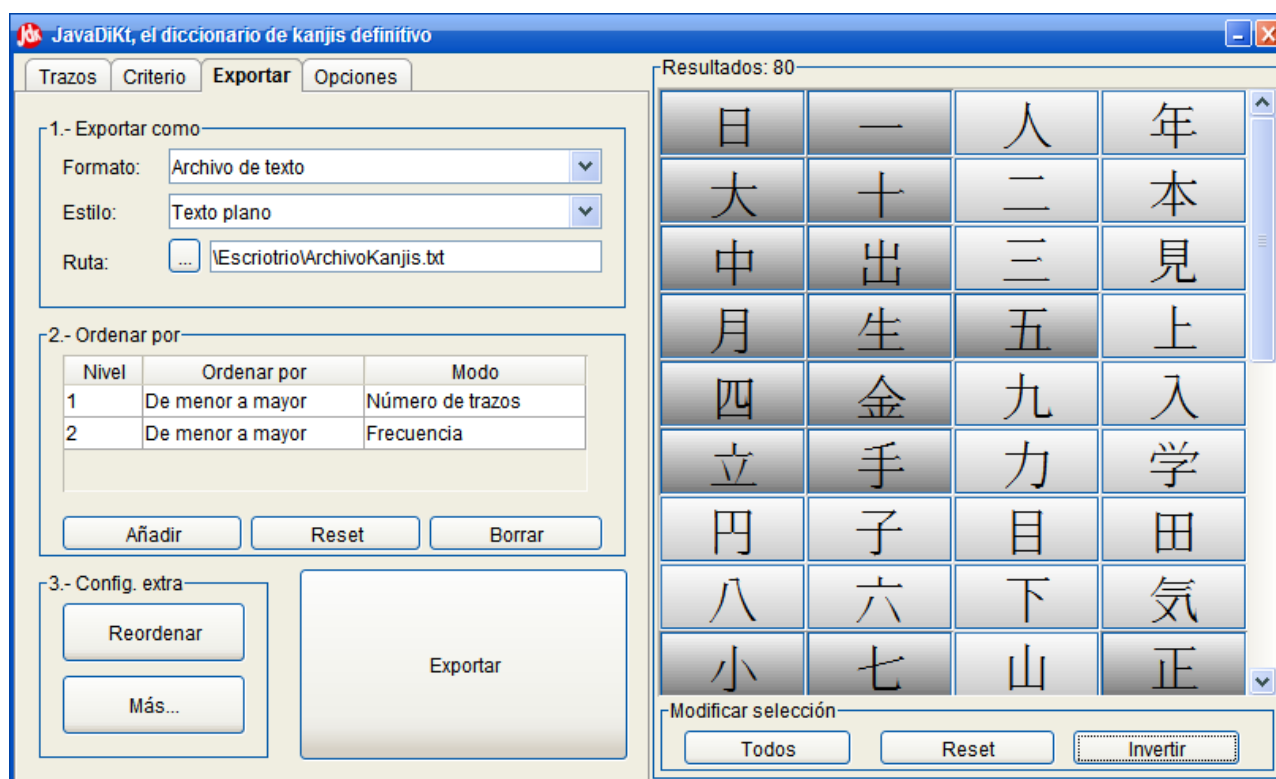 JavaDiKt, el diccionario de kanjis definitivo
Trazos Criterio Exportar Opciones
1.- Exportar como
Formato: Archivo de texto
Estilo: Texto plano
Ruta: ... \Escriotrio\ArchivoKanjis.txt
2.- Ordenar por
Nivel Ordenar por Modo
1 De menor a mayor Número de trazos
2 De menor a mayor Frecuencia
Añadir Reset Borrar
3.- Config. extra
Reordenar
Más...
Exportar
Resultados: 80
日 一 人 年
大 十 二 本
中 出 三 見
月 生 五 上
四 金 九 入
立 手 力 学
円 子 目 田
八 六 下 気
小 七 山 正
Modificar selección
Todos Reset Invertir